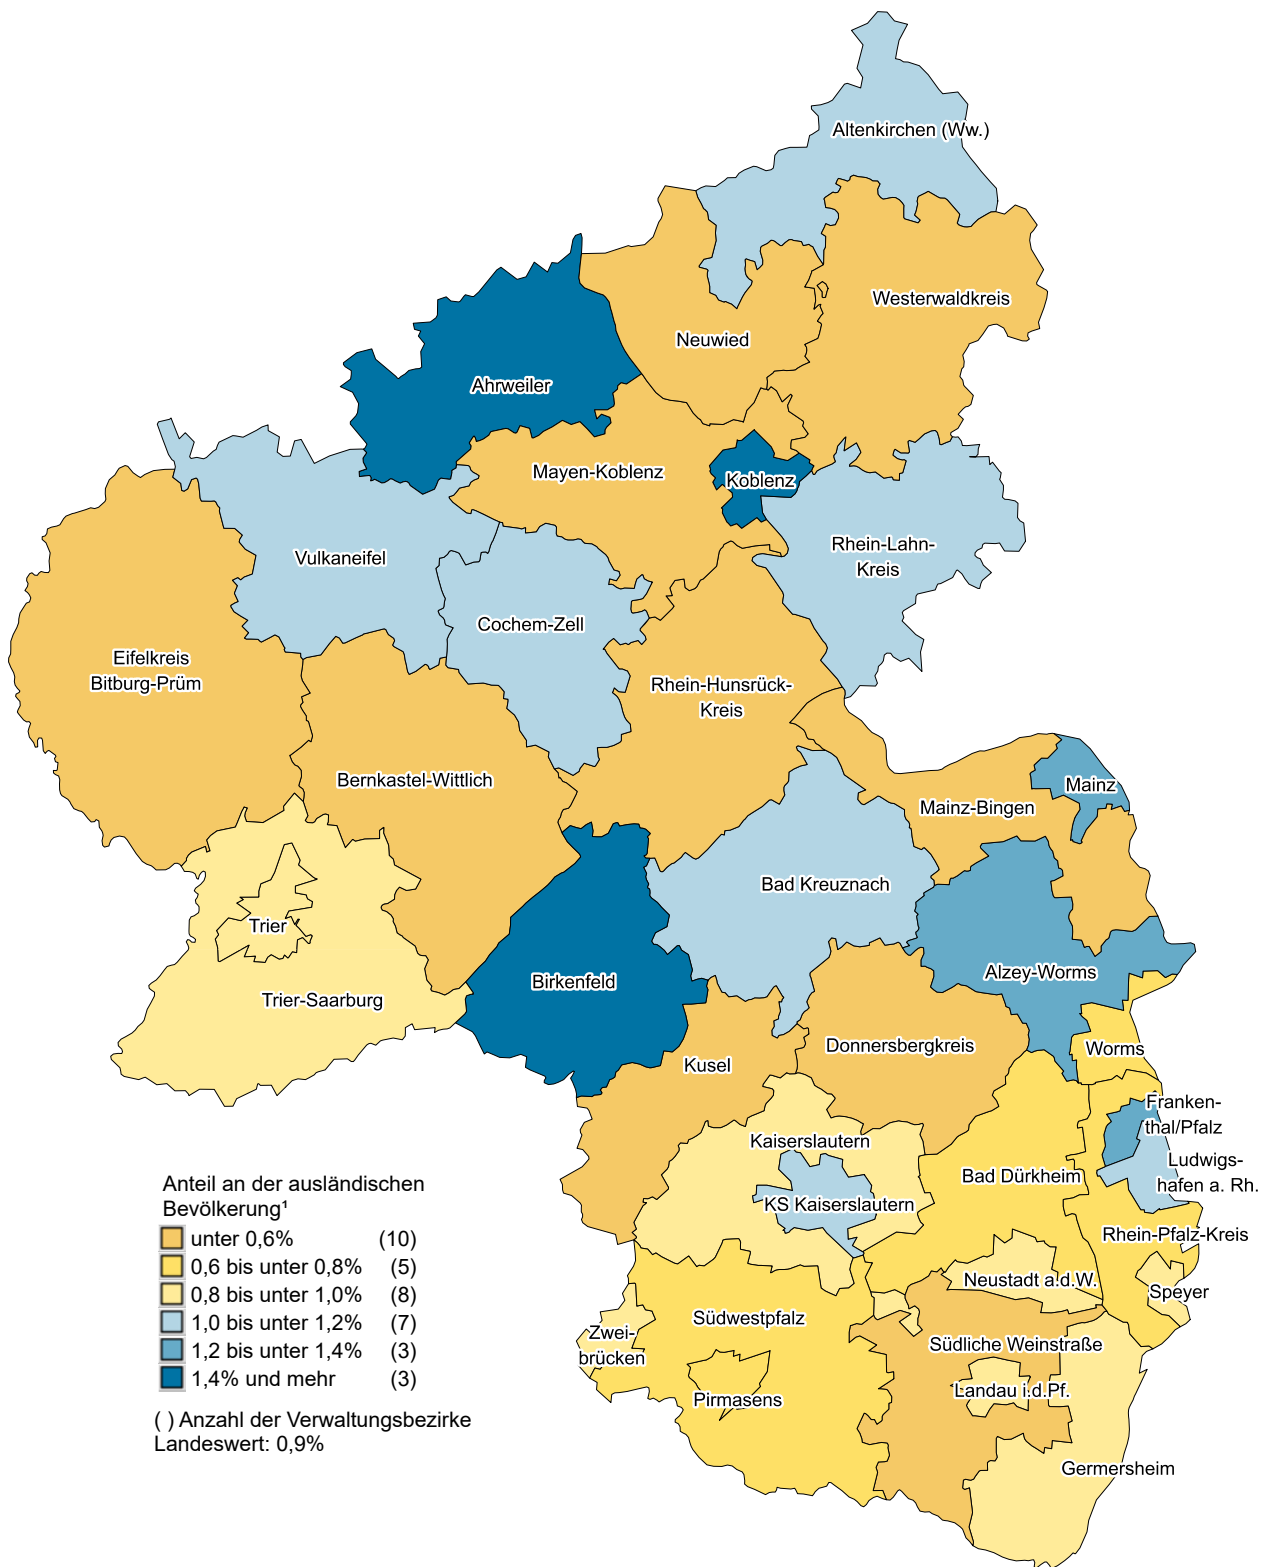 Altenkirchen (Ww.)
Westerwaldkreis
Neuwied
Ahrweiler
Mayen-Koblenz
Koblenz
Rhein-Lahn-
Kreis
Vulkaneifel
Cochem-Zell
Eifelkreis
Bitburg-Prüm
Rhein-Hunsrück-
Kreis
Bernkastel-Wittlich
Mainz
Mainz-Bingen
Bad Kreuznach
Trier
Alzey-Worms
Birkenfeld
Trier-Saarburg
Donnersbergkreis
Worms
Kusel
Franken-
thal/Pfalz
Kaiserslautern
Ludwigs-
hafen a. Rh.
Bad Dürkheim
KS Kaiserslautern
Rhein-Pfalz-Kreis
Neustadt a.d.W.
Speyer
Südwestpfalz
Zwei-
brücken
Südliche Weinstraße
Landau i.d.Pf.
Pirmasens
Germersheim
Anteil an der ausländischen
Bevölkerung¹
unter 0,6% (10)
0,6 bis unter 0,8% (5)
0,8 bis unter 1,0% (8)
1,0 bis unter 1,2% (7)
1,2 bis unter 1,4% (3)
1,4% und mehr (3)
( ) Anzahl der Verwaltungsbezirke
Landeswert: 0,9%